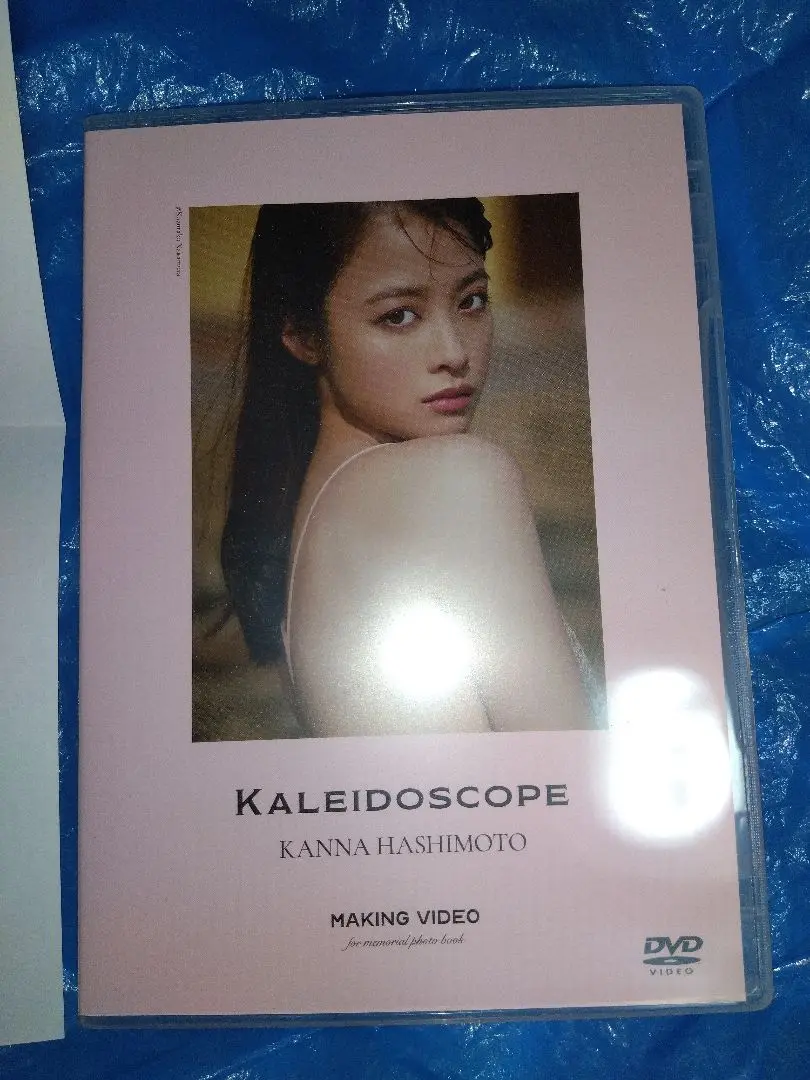 KALEIDOSCOPE
KANNA HASHIMOTO
MAKING VIDEO
for memorial photo book
DVD
VIDEO